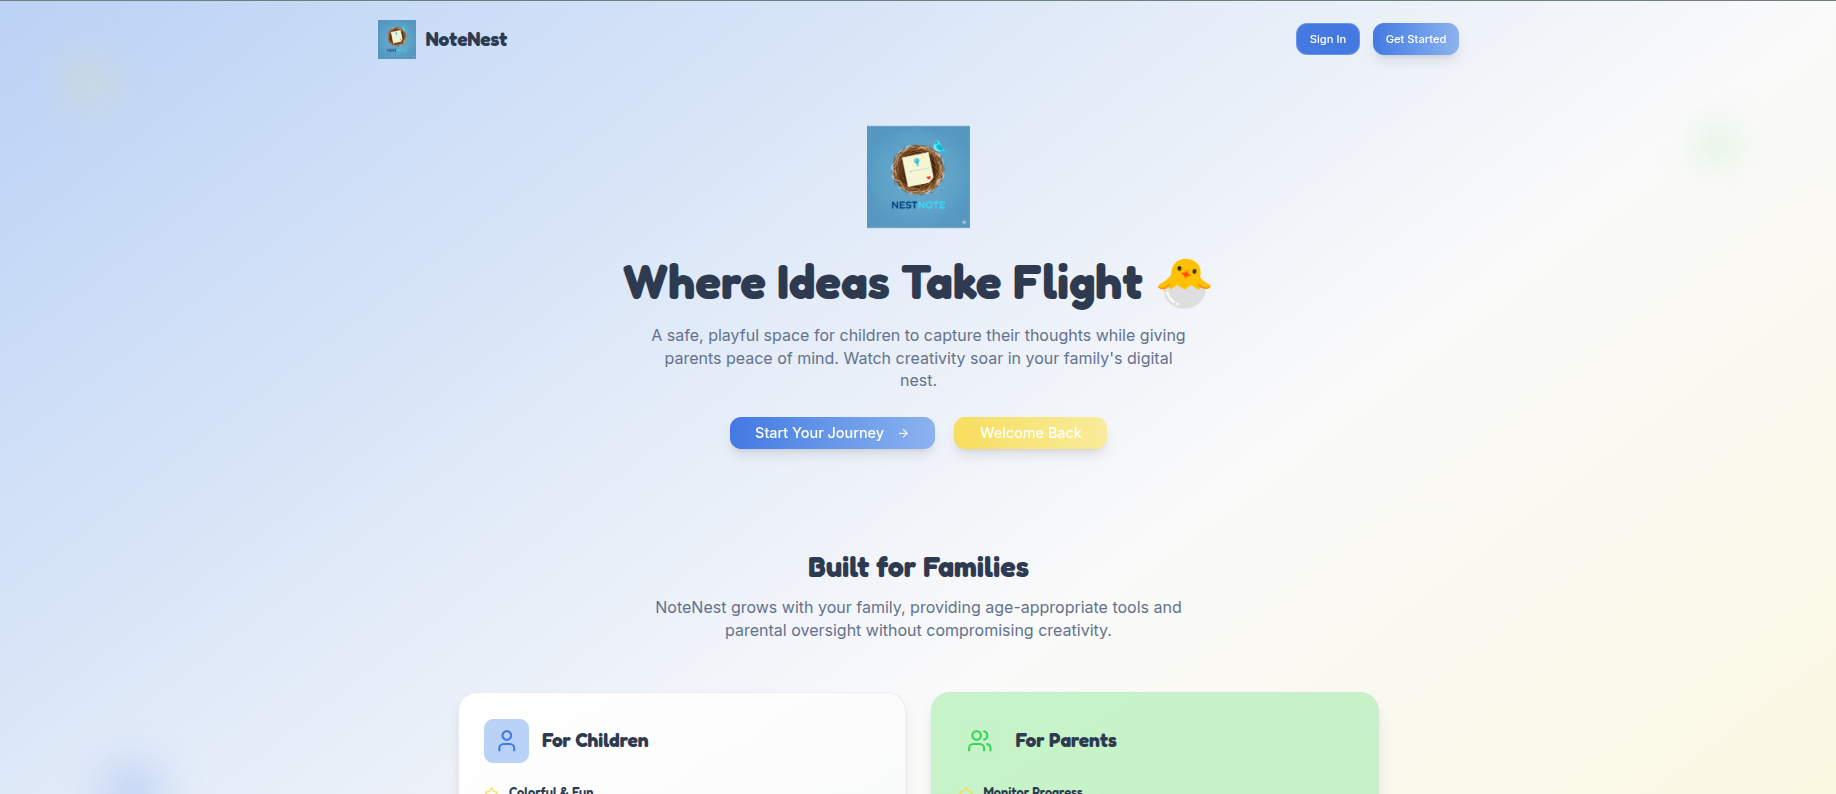 NoteNest
Sign In
Get Started
NESTNOTE
Where Ideas Take Flight
A safe, playful space for children to capture their thoughts while giving
parents peace of mind. Watch creativity soar in your family's digital
nest.
Start Your Journey →
Welcome Back
Built for Families
NoteNest grows with your family, providing age-appropriate tools and
parental oversight without compromising creativity.
For Children
For Parents
Colorful & Fun
Monitor Progress